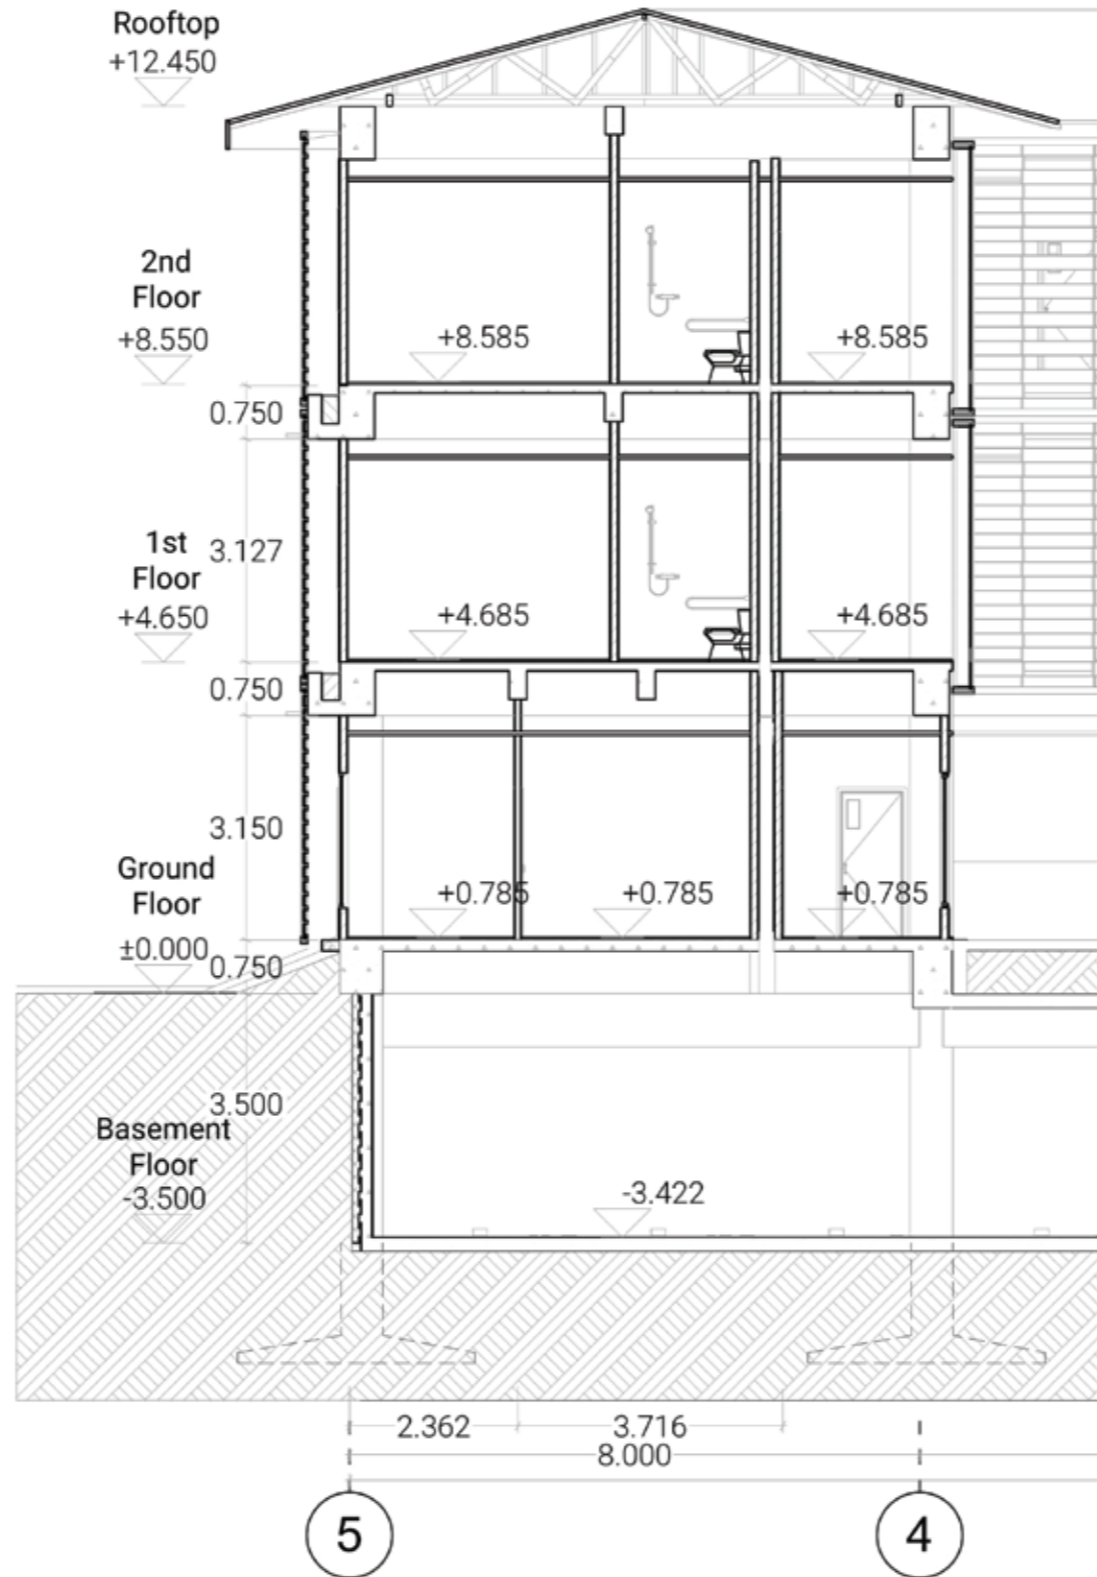 Rooftop
+12.450
2nd
Floor
+8.550
+8.585
+8.585
0.750
1st
Floor
3.127
+4.650
+4.685
+4.685
0.750
3.150
Ground
Floor
+0.785
+0.785
+0.785
±0.000
0.750
3.500
Basement
Floor
-3.500
-3.422
2.362
3.716
8.000
5
4